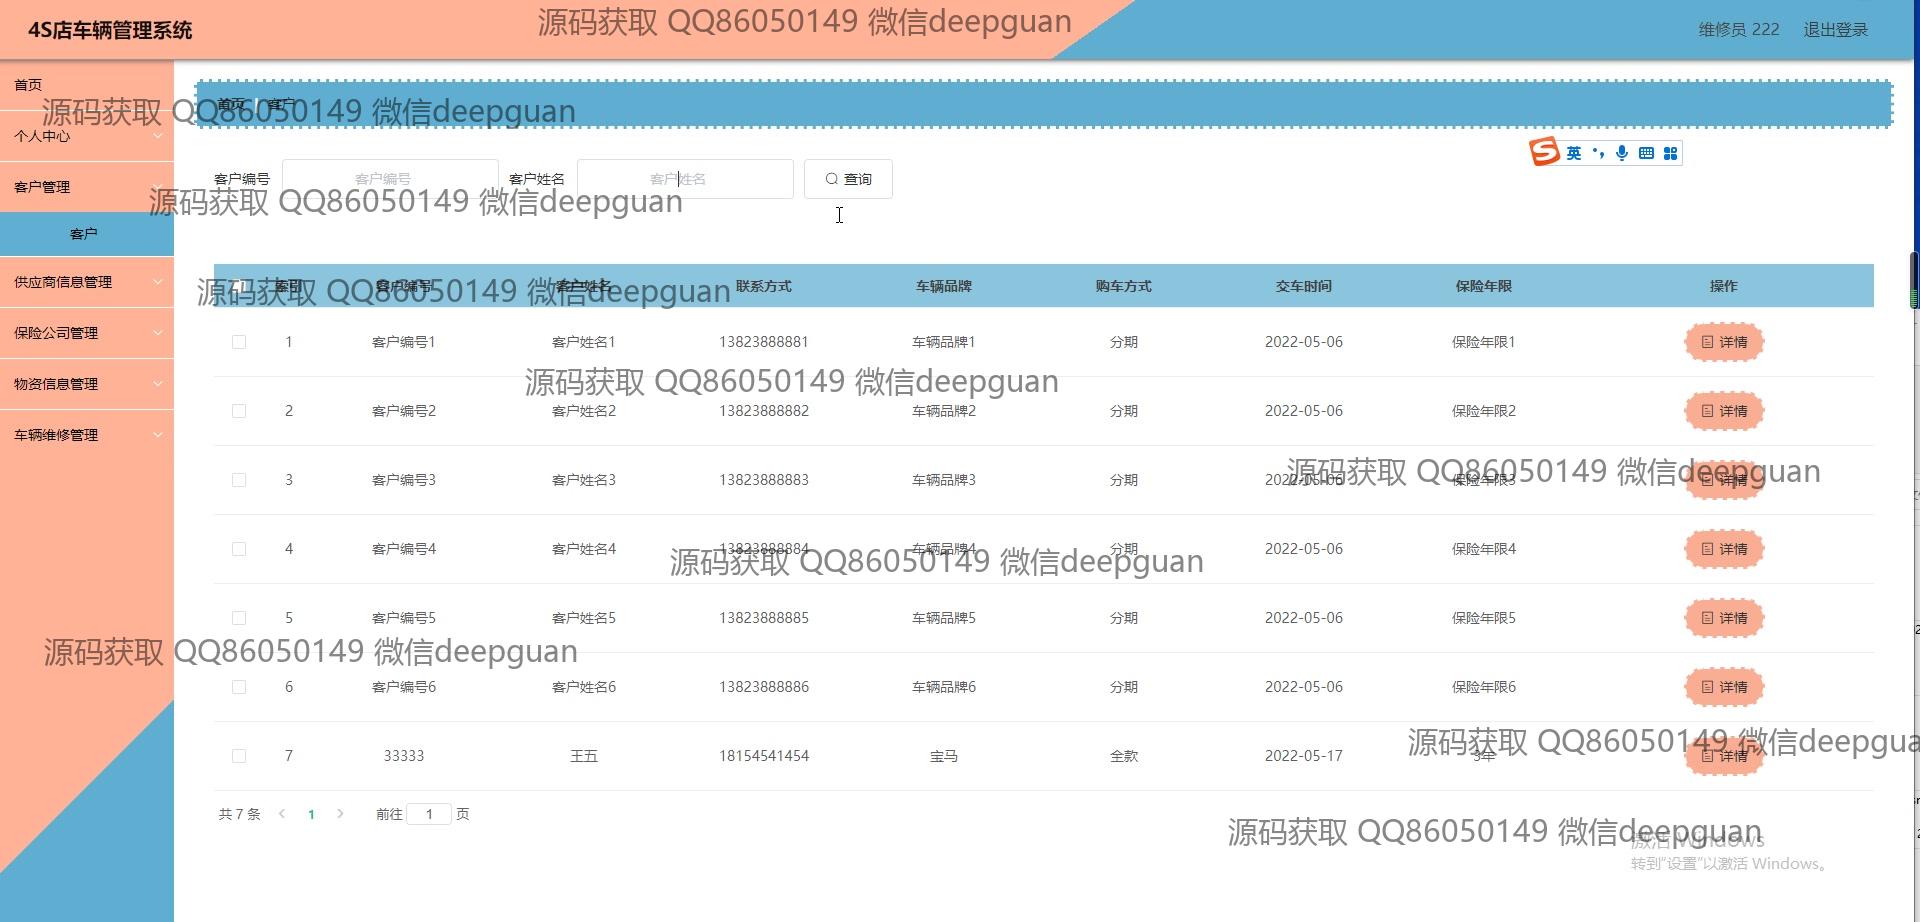 4S店车辆管理系统
源码获取 QQ86050149 微信deepguan
维修员 222 退出登录
首页
首页 客户
源码获取 QQ86050149 微信deepguan
个人中心
英
客户编号 客户编号 客户姓名 客户姓名 查询
客户管理
源码获取 QQ86050149 微信deepguan
客户
供应商信息管理
索引 客户编号 客户姓名 联系方式 车辆品牌 购车方式 交车时间 保险年限 操作
源码获取 QQ86050149 微信deepguan
保险公司管理
1 客户编号1 客户姓名1 13823888881 车辆品牌1 分期 2022-05-06 保险年限1 详情
物资信息管理
源码获取 QQ86050149 微信deepguan
2 客户编号2 客户姓名2 13823888882 车辆品牌2 分期 2022-05-06 保险年限2 详情
车辆维修管理
源码获取 QQ86050149 微信deepguan
3 客户编号3 客户姓名3 13823888883 车辆品牌3 分期 2022-05-06 保险年限3 详情
4 客户编号4 客户姓名4 13823888884 车辆品牌4 分期 2022-05-06 保险年限4 详情
源码获取 QQ86050149 微信deepguan
5 客户编号5 客户姓名5 13823888885 车辆品牌5 分期 2022-05-06 保险年限5 详情
源码获取 QQ86050149 微信deepguan
6 客户编号6 客户姓名6 13823888886 车辆品牌6 分期 2022-05-06 保险年限6 详情
源码获取 QQ86050149 微信deepgua
7 33333 王五 18154541454 宝马 全款 2022-05-17 3年 详情
共 7 条 1 前往 1 页
源码获取 QQ86050149 微信deepguan
激活 Windows
转到"设置"以激活 Windows。